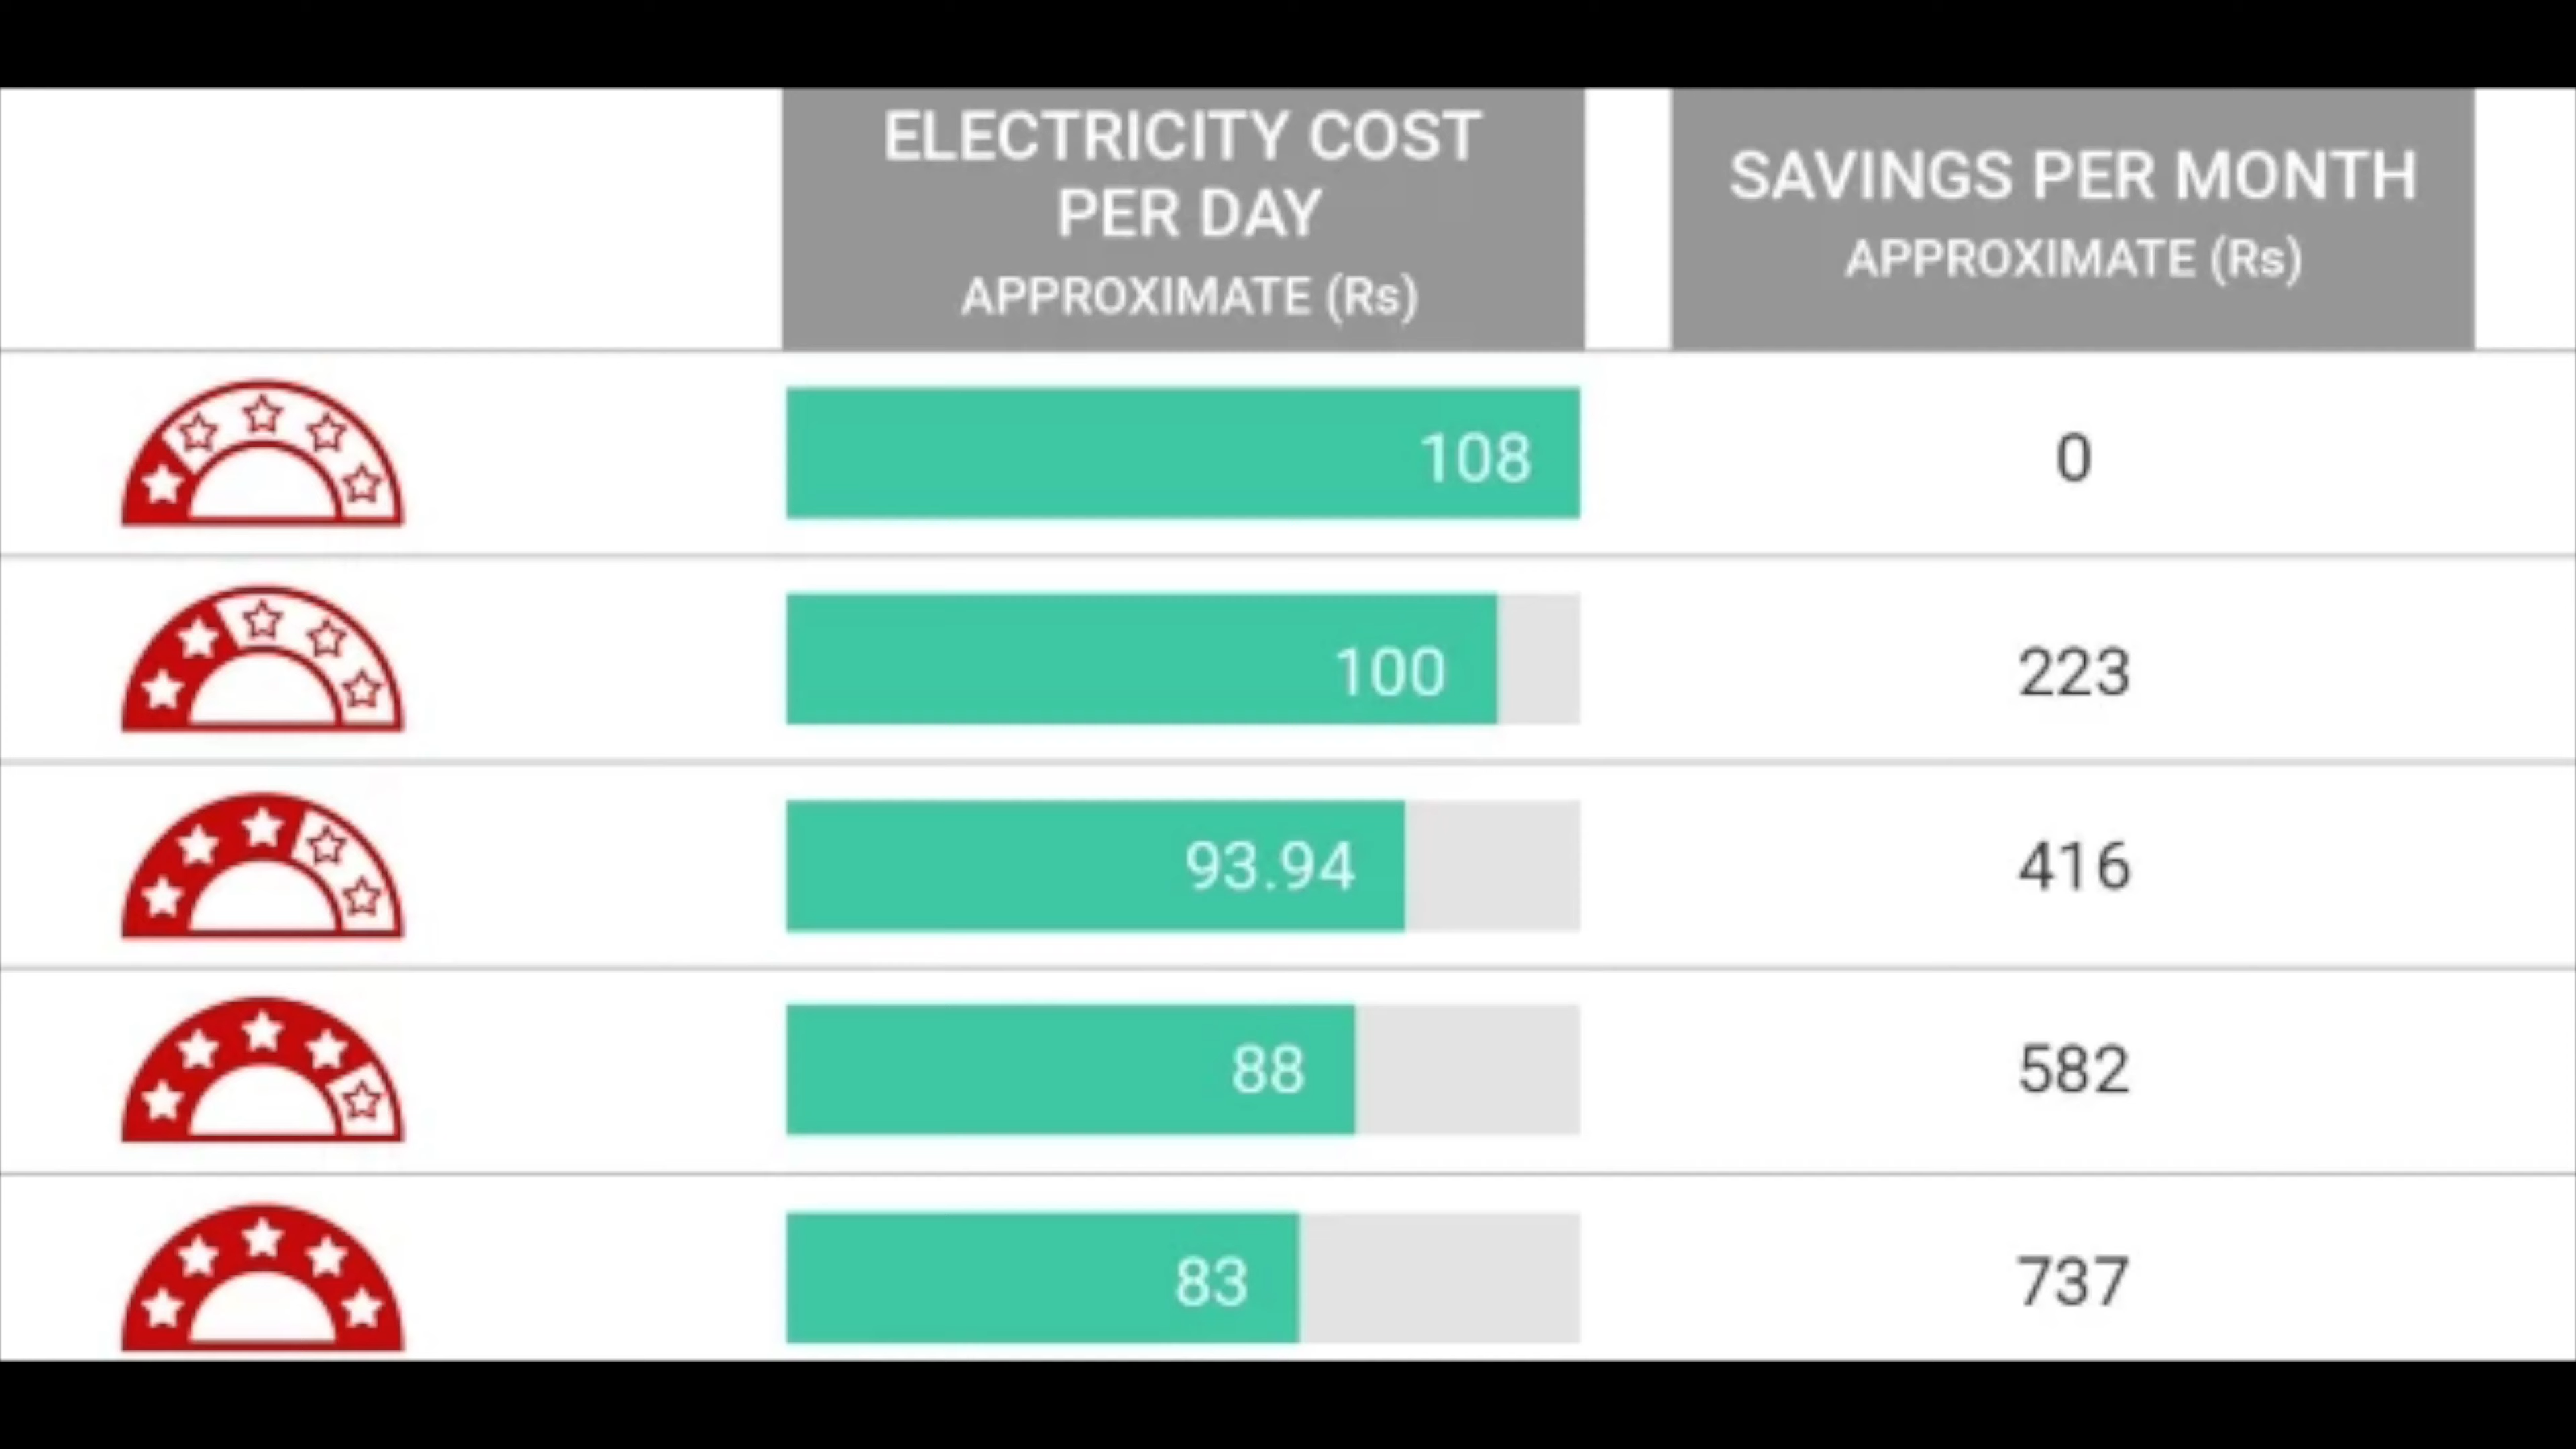 ELECTRICITY COST
PER DAY
APPROXIMATE (Rs)
SAVINGS PER MONTH
APPROXIMATE (Rs)
108
0
100
223
93.94
416
88
582
83
737